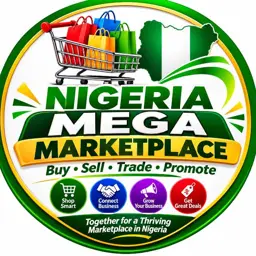 NIGERIA
MEGA
MARKETPLACE
Buy • Sell • Trade • Promote
Shop
Smart
Connect
Business
Grow
Your Business
Get
Great Deals
Together for a Thriving
Marketplace in Nigeria